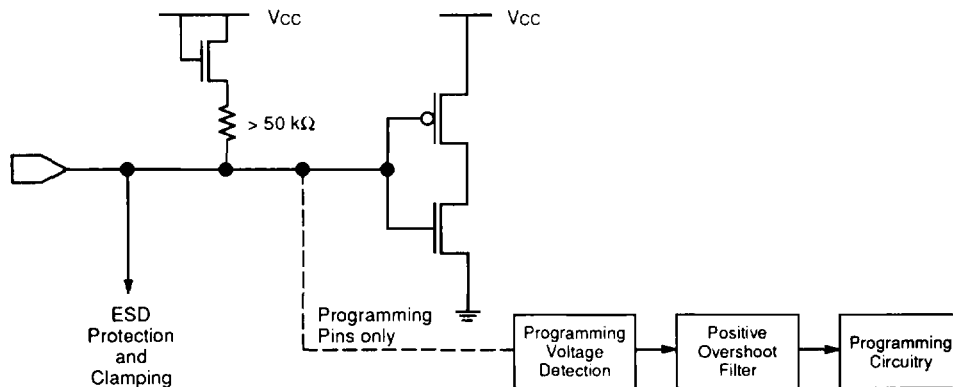 VCC
VCC
> 50 kΩ
ESD
Protection
and
Clamping
Programming
Pins only
Programming
Voltage
Detection
Positive
Overshoot
Filter
Programming
Circuitry